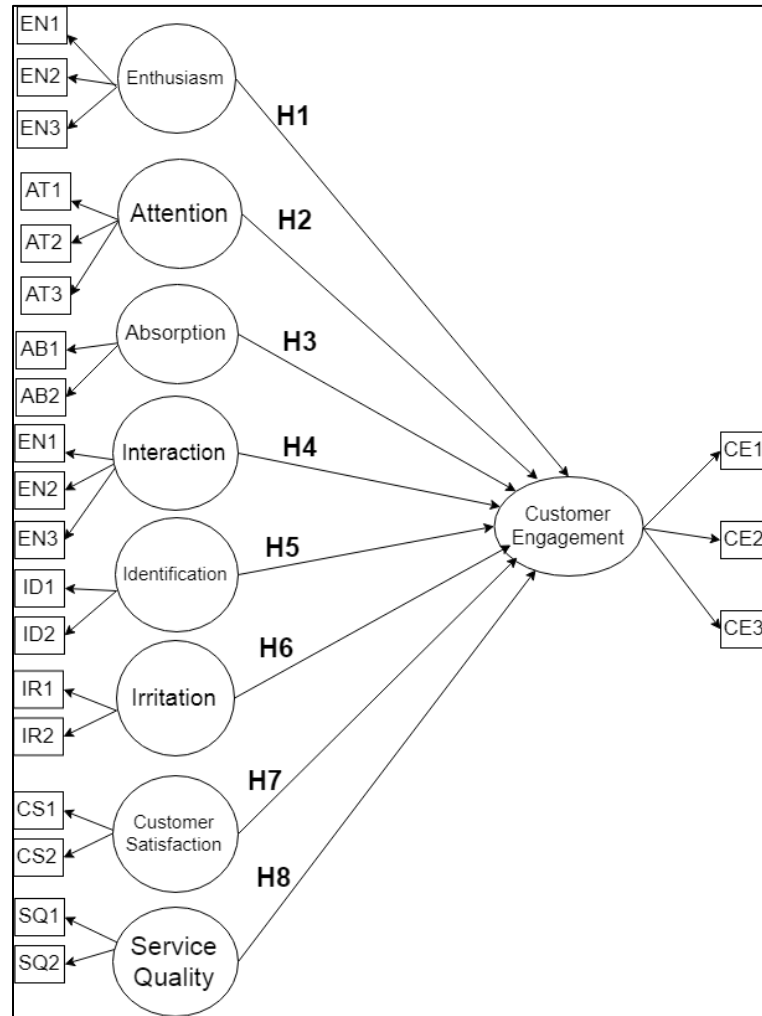 EN1
EN2
EN3
Enthusiasm
H1
AT1
AT2
AT3
Attention
H2
AB1
AB2
Absorption
H3
EN1
EN2
EN3
Interaction
H4
ID1
ID2
Identification
H5
IR1
IR2
Irritation
H6
CS1
CS2
Customer
Satisfaction
H7
SQ1
SQ2
Service
Quality
H8
Customer
Engagement
CE1
CE2
CE3